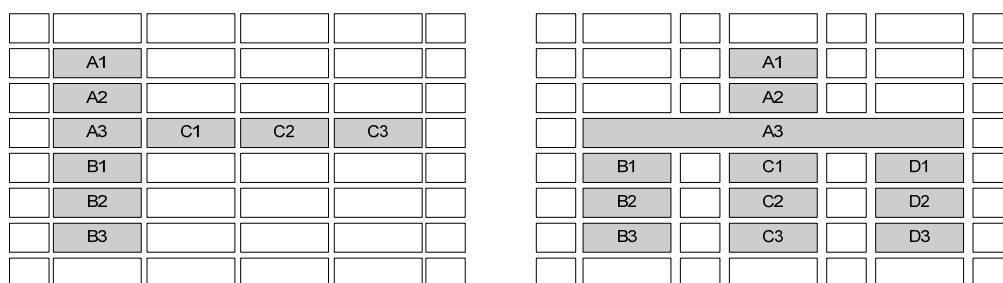 A1
A2
A3 C1 C2 C3
B1
B2
B3
A1
A2
A3
B1 C1 D1
B2 C2 D2
B3 C3 D3